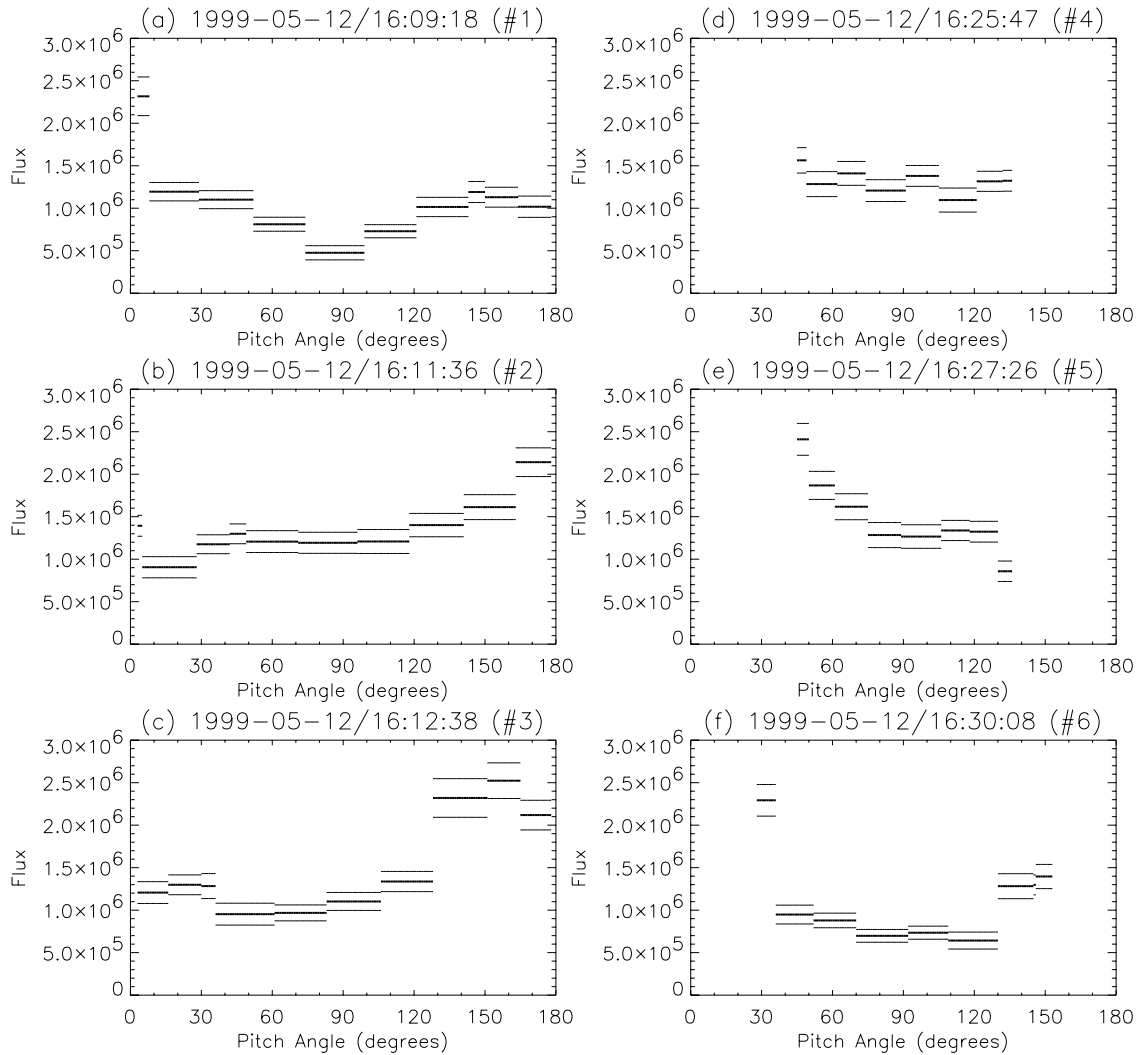 (a) 1999-05-12/16:09:18 (#1)
3.0×10^6
2.5×10^6
2.0×10^6
1.5×10^6
1.0×10^6
5.0×10^5
0
Flux
0 30 60 90 120 150 180
Pitch Angle (degrees)
(b) 1999-05-12/16:11:36 (#2)
3.0×10^6
2.5×10^6
2.0×10^6
1.5×10^6
1.0×10^6
5.0×10^5
0
Flux
0 30 60 90 120 150 180
Pitch Angle (degrees)
(c) 1999-05-12/16:12:38 (#3)
3.0×10^6
2.5×10^6
2.0×10^6
1.5×10^6
1.0×10^6
5.0×10^5
0
Flux
0 30 60 90 120 150 180
Pitch Angle (degrees)
(d) 1999-05-12/16:25:47 (#4)
3.0×10^6
2.5×10^6
2.0×10^6
1.5×10^6
1.0×10^6
5.0×10^5
0
Flux
0 30 60 90 120 150 180
Pitch Angle (degrees)
(e) 1999-05-12/16:27:26 (#5)
3.0×10^6
2.5×10^6
2.0×10^6
1.5×10^6
1.0×10^6
5.0×10^5
0
Flux
0 30 60 90 120 150 180
Pitch Angle (degrees)
(f) 1999-05-12/16:30:08 (#6)
3.0×10^6
2.5×10^6
2.0×10^6
1.5×10^6
1.0×10^6
5.0×10^5
0
Flux
0 30 60 90 120 150 180
Pitch Angle (degrees)